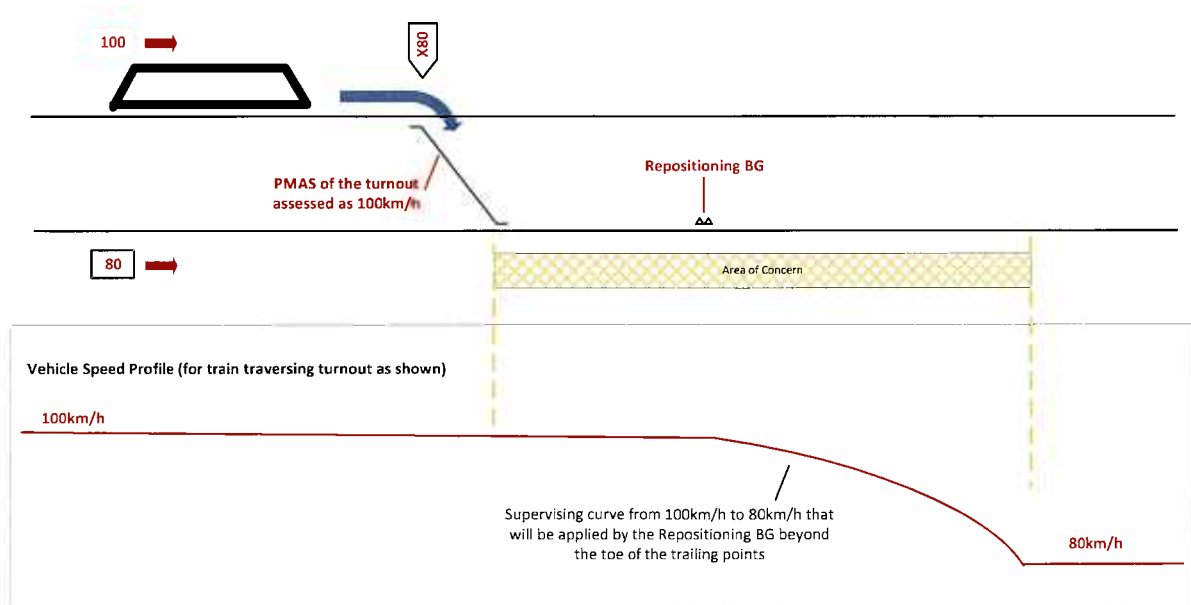 100
X80
PMAS of the turnout
assessed as 100km/h
Repositioning BG
80
Area of Concern
Vehicle Speed Profile (for train traversing turnout as shown)
100km/h
Supervising curve from 100km/h to 80km/h that
will be applied by the Repositioning BG beyond
the toe of the trailing points
80km/h